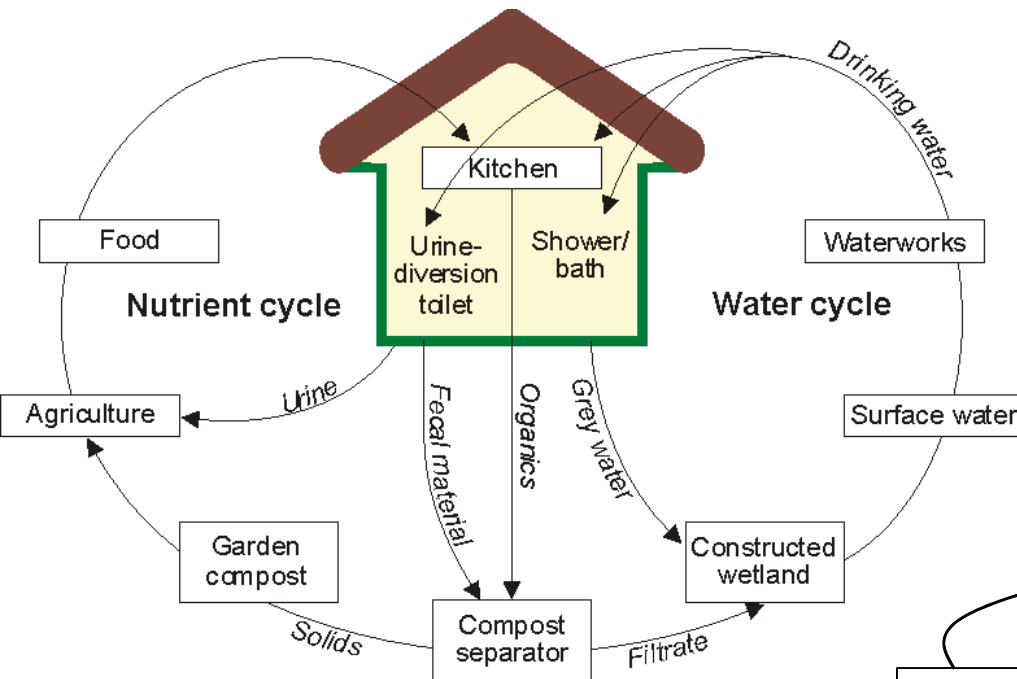 Drinking water
Kitchen
Food
Urine-
diversion
toilet
Shower/
bath
Waterworks
Nutrient cycle
Water cycle
Agriculture
Urine
Fecal material
Organics
Grey water
Surface water
Garden
compost
Constructed
wetland
Solids
Compost
separator
Filtrate